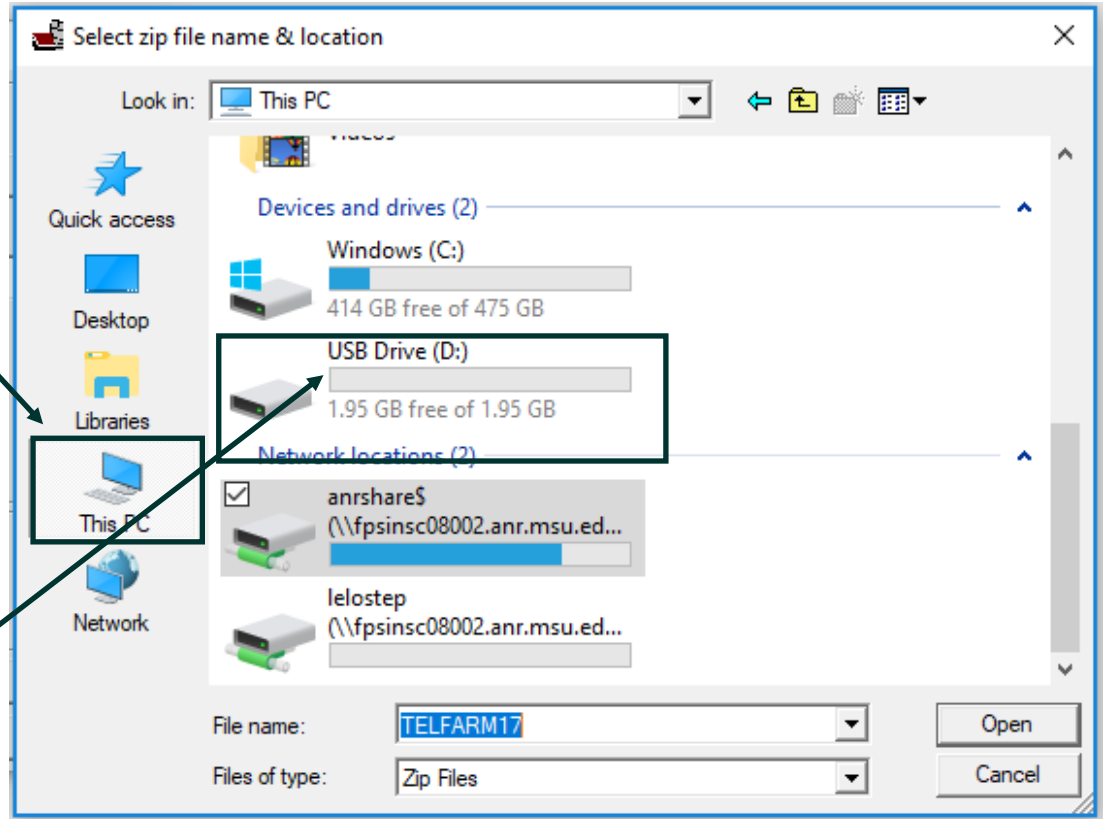 Select zip file name & location
Look in: This PC
Quick access
Desktop
Libraries
This PC
Network
Videos
Devices and drives (2)
Windows (C:)
414 GB free of 475 GB
USB Drive (D:)
1.95 GB free of 1.95 GB
Network locations (2)
anrshare$
(\\fpsinsc08002.anr.msu.ed...
lelostep
(\\fpsinsc08002.anr.msu.ed...
File name: TELFARM17 Open
Files of type: Zip Files Cancel